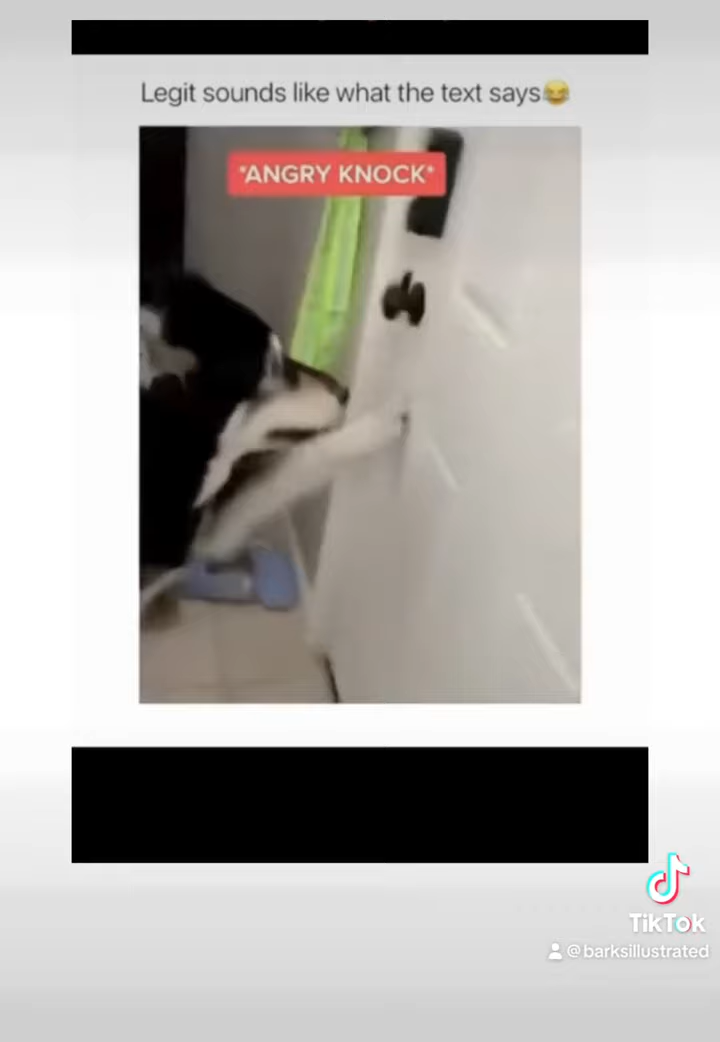 Legit sounds like what the text says😂
*ANGRY KNOCK*
TikTok
@barksillustrated